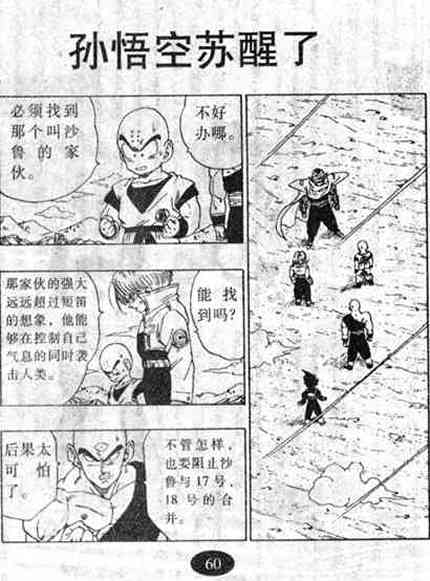 孙悟空苏醒了
必须找到
那个叫沙
鲁的家
伙。
不好
办哪。
那家伙的强大
远远超过短笛
的想象，他能
够在控制自己
气息的同时袭
击人类。
能找
到吗？
后果太
可怕
了。
不管怎样，
也要阻止沙
鲁与17号，
18号的合
并。
60